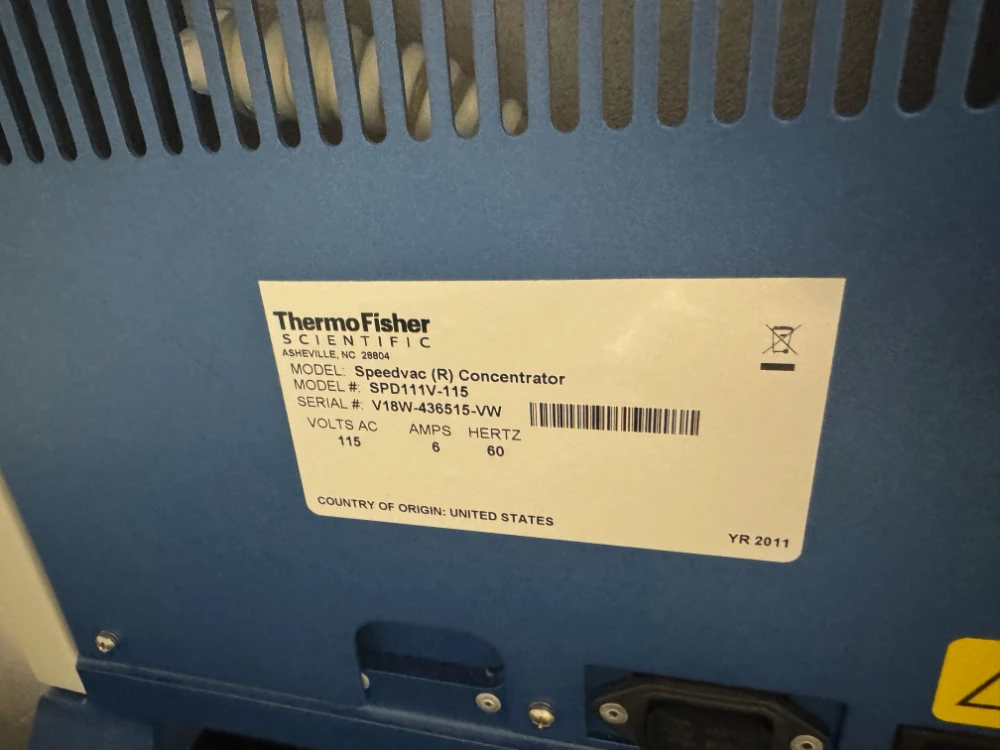 ThermoFisher
SCIENTIFIC
ASHEVILLE, NC 28804
MODEL: Speedvac (R) Concentrator
MODEL #: SPD111V-115
SERIAL #: V18W-436515-VW
VOLTS AC AMPS HERTZ
115 6 60
COUNTRY OF ORIGIN: UNITED STATES
YR 2011